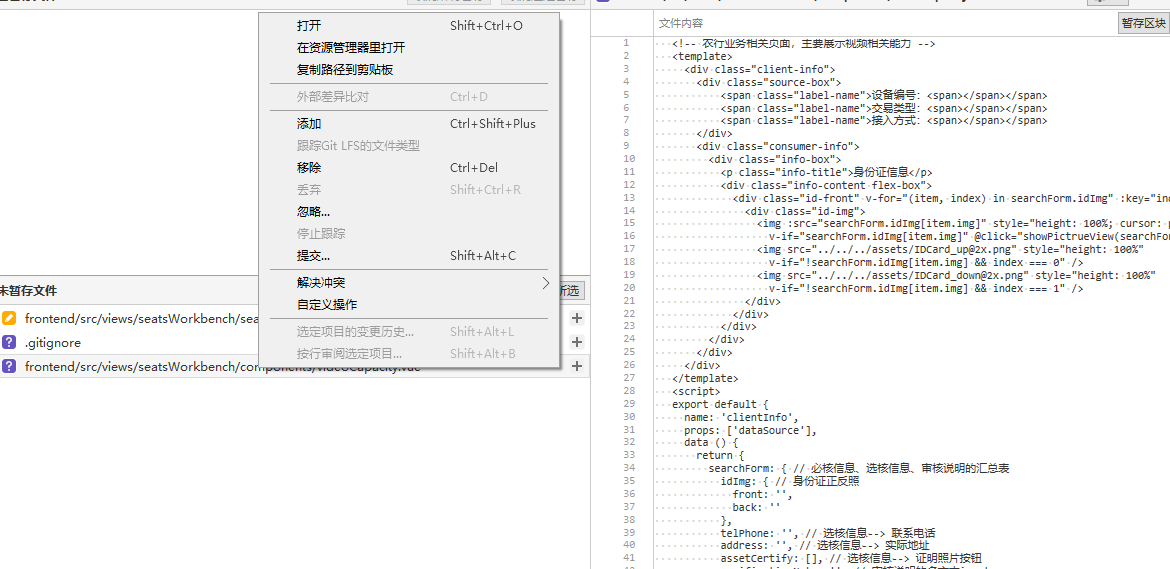 打开 Shift+Ctrl+O
在资源管理器里打开
复制路径到剪贴板
外部差异比对 Ctrl+D
添加 Ctrl+Shift+Plus
跟踪Git LFS的文件类型
移除 Ctrl+Del
丢弃 Shift+Ctrl+R
忽略...
停止跟踪
提交... Shift+Alt+C
解决冲突
自定义操作
选定项目的变更历史... Shift+Alt+L
按行审阅选定项目... Shift+Alt+B
未暂存文件
所选
frontend/src/views/seatsWorkbench/sea
.gitignore
frontend/src/views/seatsWorkbench/components/videoCapacity.vue
文件内容
暂存区块
1 <!-- 农行业务相关页面, 主要展示视频相关能力 -->
2 <template>
3 <div class="client-info">
4 <div class="source-box">
5 <span class="label-name">设备编号: <span></span></span>
6 <span class="label-name">交易类型: <span></span></span>
7 <span class="label-name">接入方式: <span></span></span>
8 </div>
9 <div class="consumer-info">
10 <div class="info-box">
11 <p class="info-title">身份证信息</p>
12 <div class="info-content flex-box">
13 <div class="id-front" v-for="(item, index) in searchForm.idImg" :key="ind
14 <div class="id-img">
15 <img :src="searchForm.idImg[item.img]" style="height: 100%; cursor: p
16 v-if="searchForm.idImg[item.img]" @click="showPictrueView(searchFo
17 <img src="../../../assets/IDCard_up@2x.png" style="height: 100%"
18 v-if="!searchForm.idImg[item.img] && index === 0" />
19 <img src="../../../assets/IDCard_down@2x.png" style="height: 100%"
20 v-if="!searchForm.idImg[item.img] && index === 1" />
21 </div>
22 </div>
23 </div>
24 </div>
25 </div>
26 </div>
27 </template>
28 <script>
29 export default {
30 name: 'clientInfo',
31 props: ['dataSource'],
32 data () {
33 return {
34 searchForm: { // 必核信息、选核信息、审核说明的汇总表
35 idImg: { // 身份证正反照
36 front: '',
37 back: ''
38 },
39 telPhone: '', // 选核信息--> 联系电话
40 address: '', // 选核信息--> 实际地址
41 assetCertify: [], // 选核信息--> 证明照片按钮